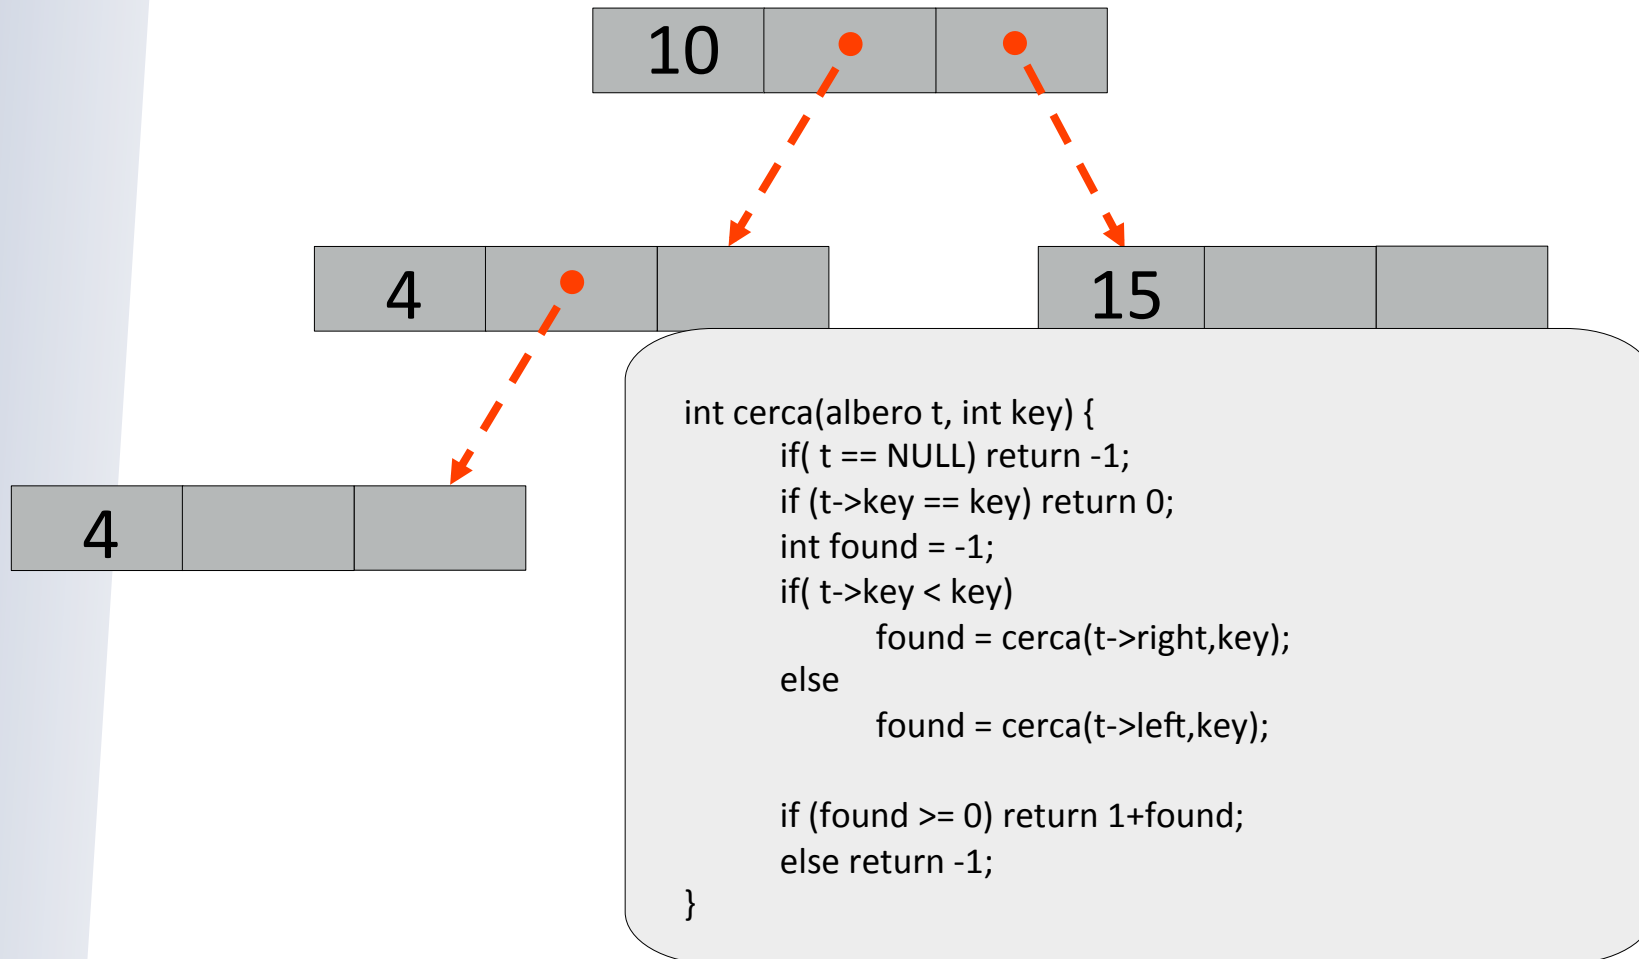 10
4
15
4
int cerca(albero t, int key) {
if( t == NULL) return -1;
if (t->key == key) return 0;
int found = -1;
if( t->key < key)
found = cerca(t->right,key);
else
found = cerca(t->left,key);
if (found >= 0) return 1+found;
else return -1;
}